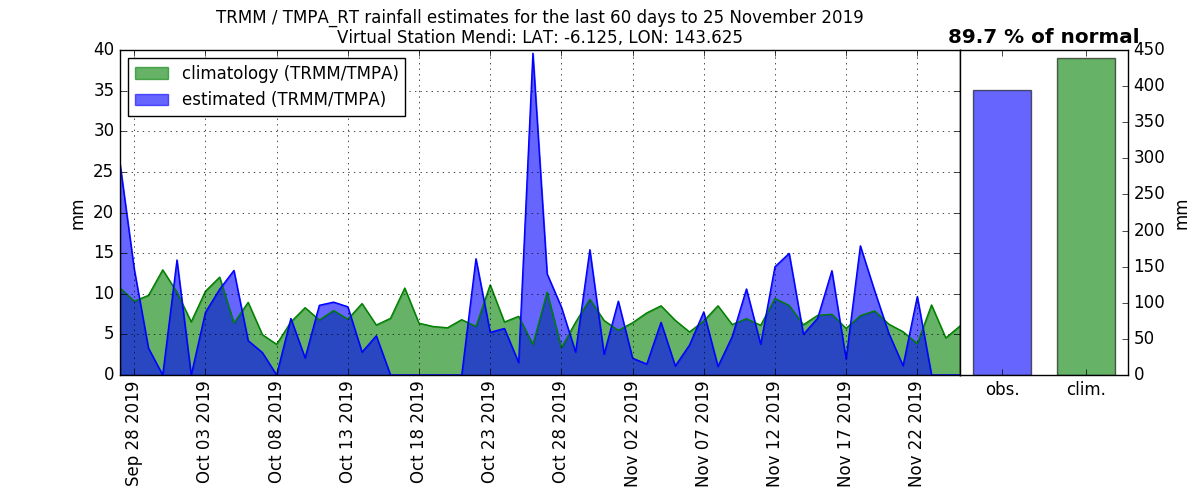 TRMM / TMPA_RT rainfall estimates for the last 60 days to 25 November 2019
Virtual Station Mendi: LAT: -6.125, LON: 143.625
89.7 % of normal
climatology (TRMM/TMPA)
estimated (TRMM/TMPA)
mm
40
35
30
25
20
15
10
5
0
Sep 28 2019
Oct 03 2019
Oct 08 2019
Oct 13 2019
Oct 18 2019
Oct 23 2019
Oct 28 2019
Nov 02 2019
Nov 07 2019
Nov 12 2019
Nov 17 2019
Nov 22 2019
450
400
350
300
250
200
150
100
50
0
mm
obs.
clim.